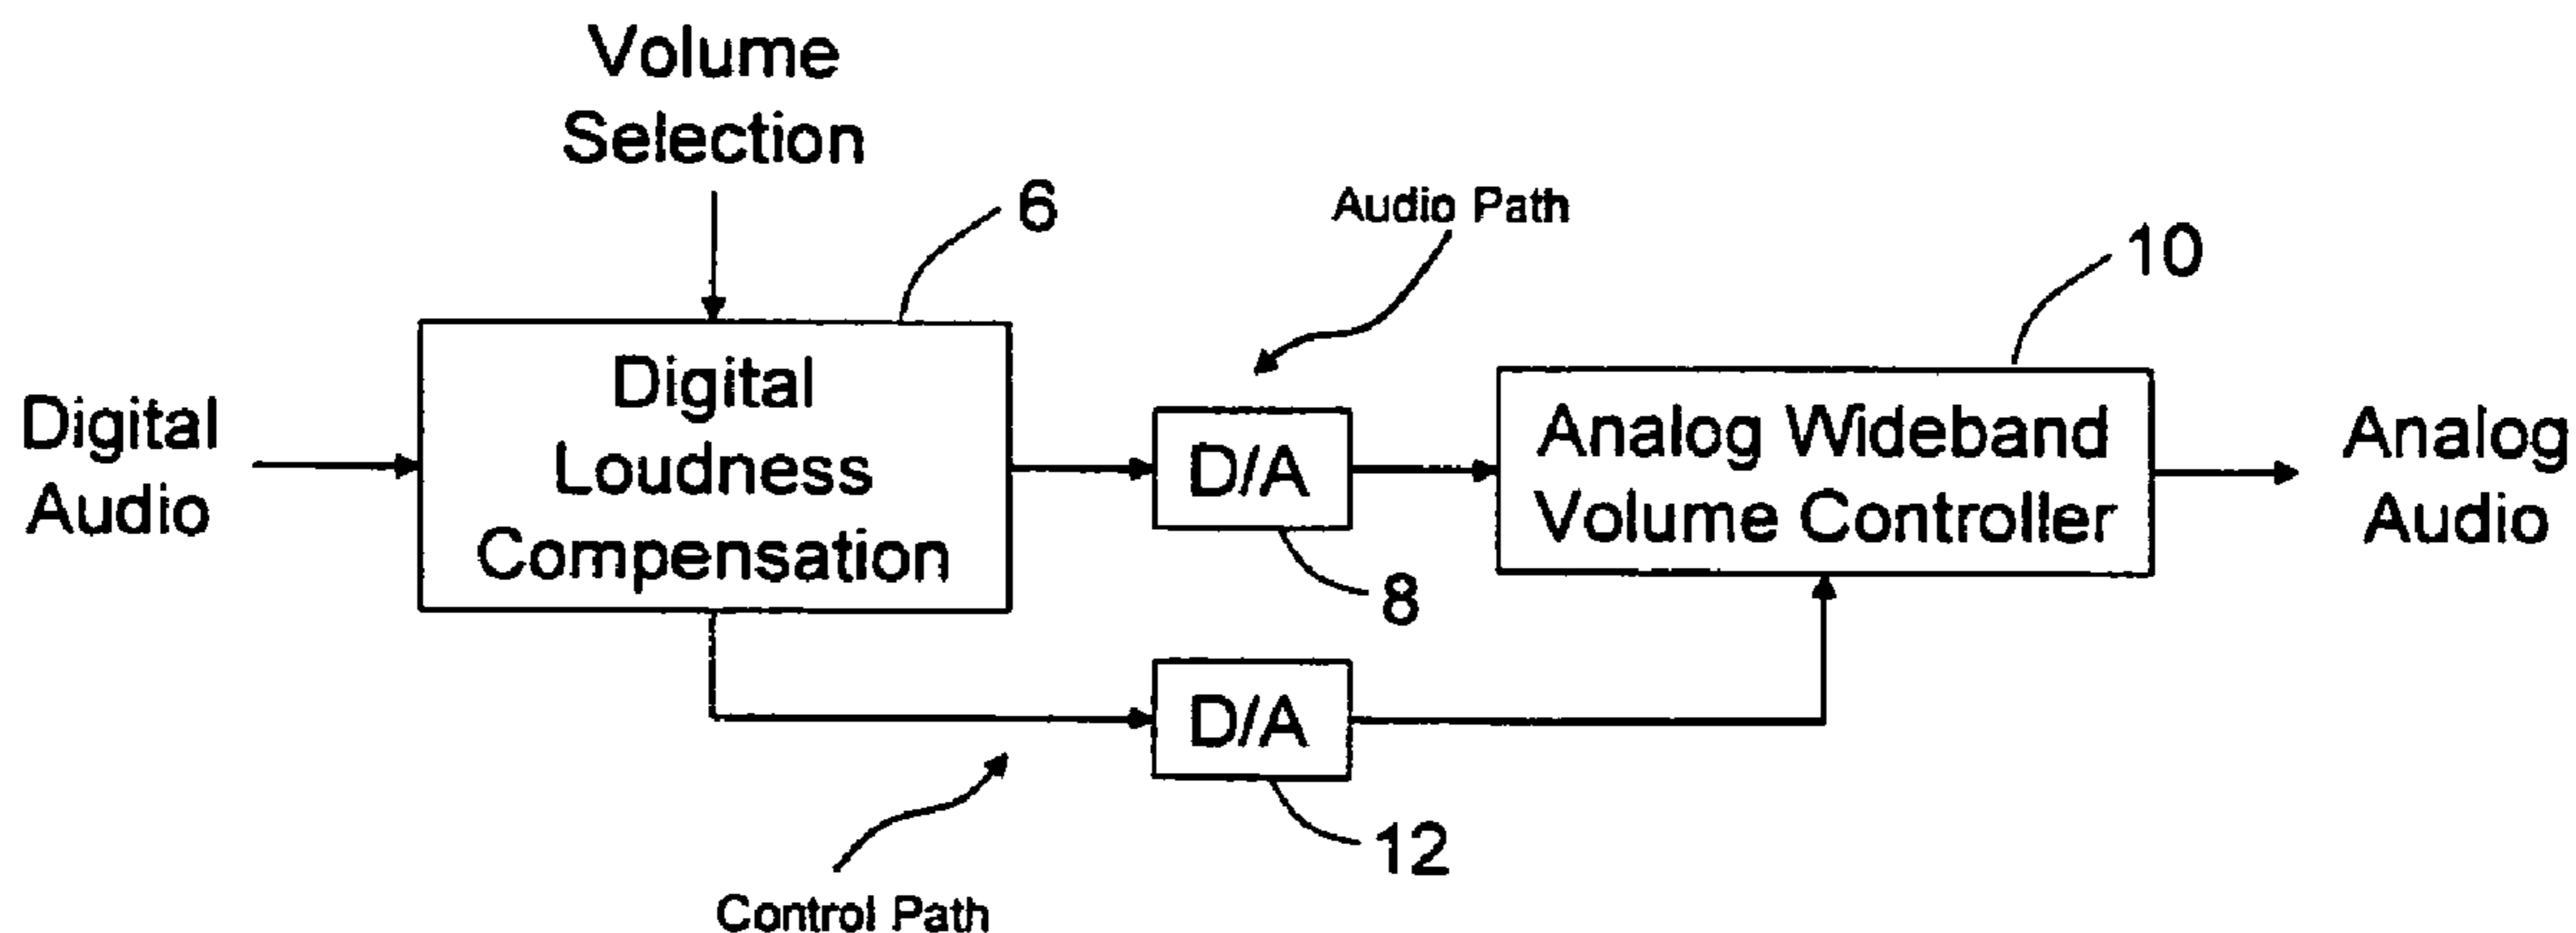 Volume
Selection
6
Audio Path
10
Digital
Audio
Digital
Loudness
Compensation
D/A
8
Analog Wideband
Volume Controller
Analog
Audio
D/A
12
Control Path